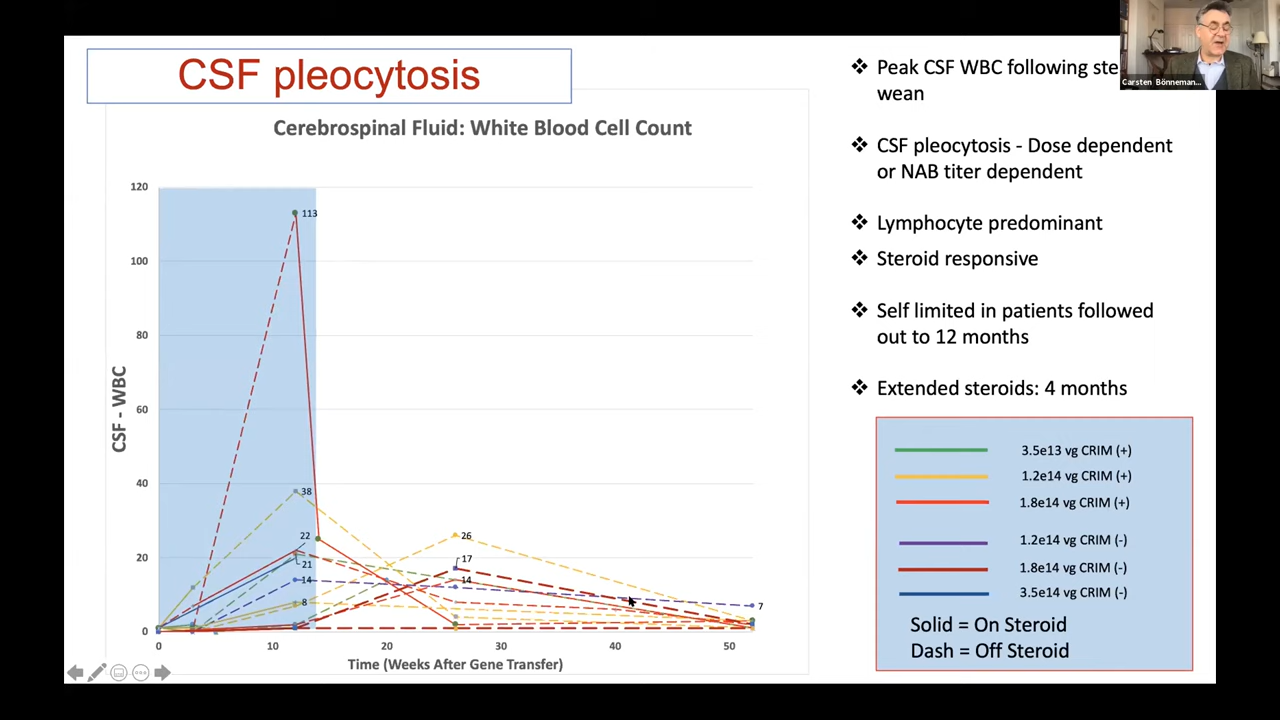 CSF pleocytosis
Cerebrospinal Fluid: White Blood Cell Count
CSF - WBC
120
100
80
60
40
20
0
113
38
22
21
14
8
26
17
14
7
0
10
20
30
40
50
Time (Weeks After Gene Transfer)
❖ Peak CSF WBC following
wean
❖ CSF pleocytosis - Dose dependent
or NAB titer dependent
❖ Lymphocyte predominant
❖ Steroid responsive
❖ Self limited in patients followed
out to 12 months
❖ Extended steroids: 4 months
3.5e13 vg CRIM (+)
1.2e14 vg CRIM (+)
1.8e14 vg CRIM (+)
1.2e14 vg CRIM (-)
1.8e14 vg CRIM (-)
3.5e14 vg CRIM (-)
Solid = On Steroid
Dash = Off Steroid
Carsten Bönneman...